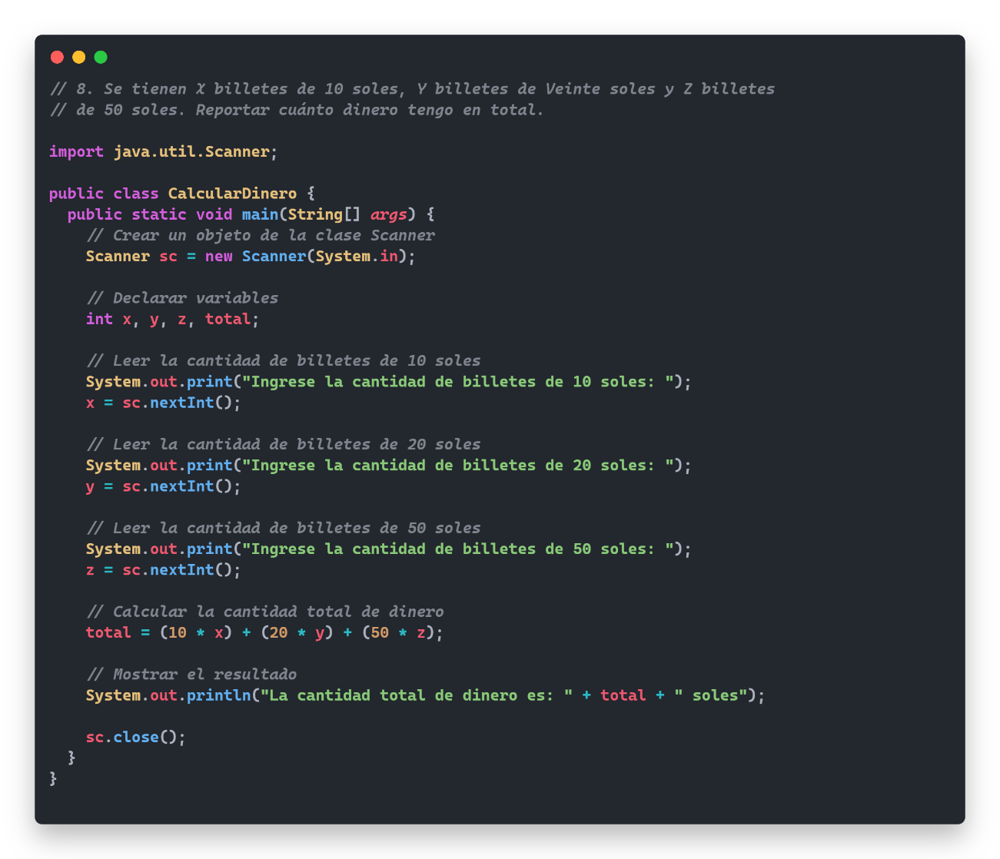 // 8. Se tienen X billetes de 10 soles, Y billetes de Veinte soles y Z billetes
// de 50 soles. Reportar cuánto dinero tengo en total.

import java.util.Scanner;

public class CalcularDinero {
  public static void main(String[] args) {
    // Crear un objeto de la clase Scanner
    Scanner sc = new Scanner(System.in);

    // Declarar variables
    int x, y, z, total;

    // Leer la cantidad de billetes de 10 soles
    System.out.print("Ingrese la cantidad de billetes de 10 soles: ");
    x = sc.nextInt();

    // Leer la cantidad de billetes de 20 soles
    System.out.print("Ingrese la cantidad de billetes de 20 soles: ");
    y = sc.nextInt();

    // Leer la cantidad de billetes de 50 soles
    System.out.print("Ingrese la cantidad de billetes de 50 soles: ");
    z = sc.nextInt();

    // Calcular la cantidad total de dinero
    total = (10 * x) + (20 * y) + (50 * z);

    // Mostrar el resultado
    System.out.println("La cantidad total de dinero es: " + total + " soles");

    sc.close();
  }
}